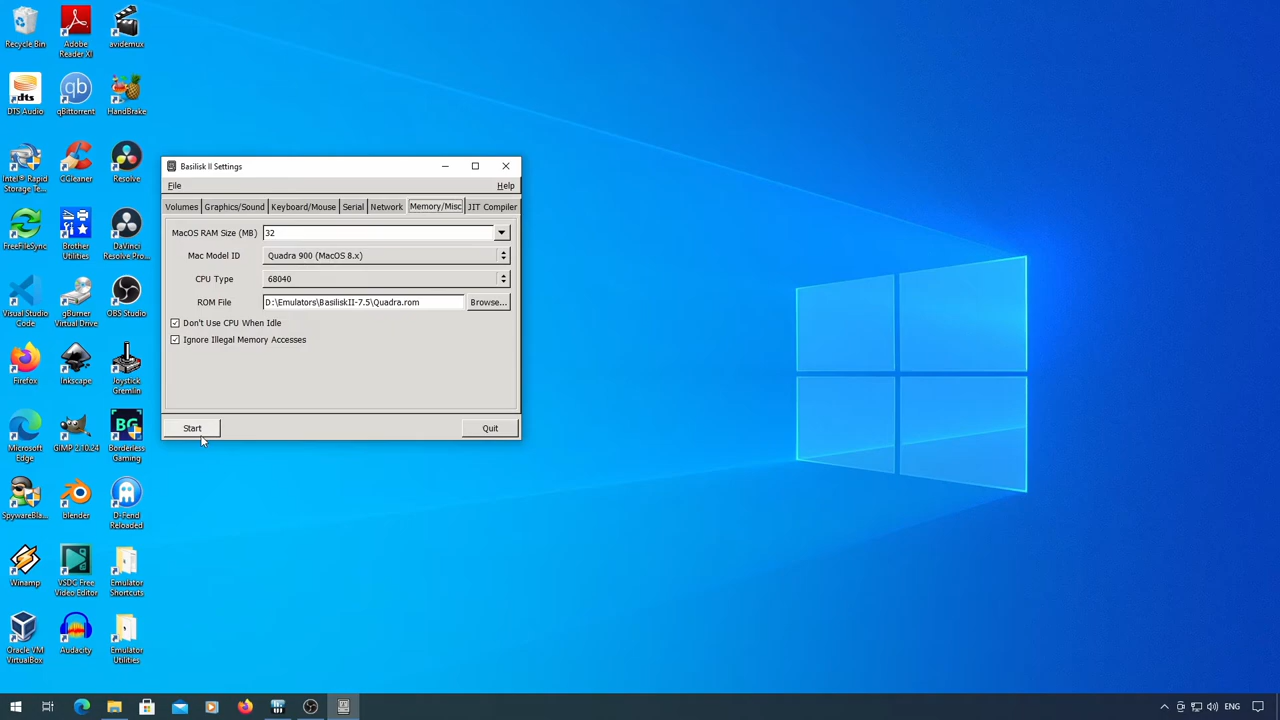 Recycle Bin
Adobe
Reader XI
avidemux
DTS Audio
qBittorrent
HandBrake
Intel® Rapid
Storage Te...
CCleaner
Resolve
FreeFileSync
Brother
Utilities
DaVinci
Resolve Pro...
Visual Studio
Code
gBurner
Virtual Drive
OBS Studio
Firefox
Inkscape
Joystick
Gremlin
Microsoft
Edge
GIMP 2.10.24
Borderless
Gaming
SpywareBla...
blender
D-Fend
Reloaded
Winamp
VSDC Free
Video Editor
Emulator
Shortcuts
Oracle VM
VirtualBox
Audacity
Emulator
Utilities
dts
qb
BG
Basilisk II Settings
File Help
Volumes Graphics/Sound Keyboard/Mouse Serial Network Memory/Misc JIT Compiler
MacOS RAM Size (MB) 32
Mac Model ID Quadra 900 (MacOS 8.x)
CPU Type 68040
ROM File D:\Emulators\BasiliskII-7.5\Quadra.rom Browse...
Don't Use CPU When Idle
Ignore Illegal Memory Accesses
Start Quit
ENG